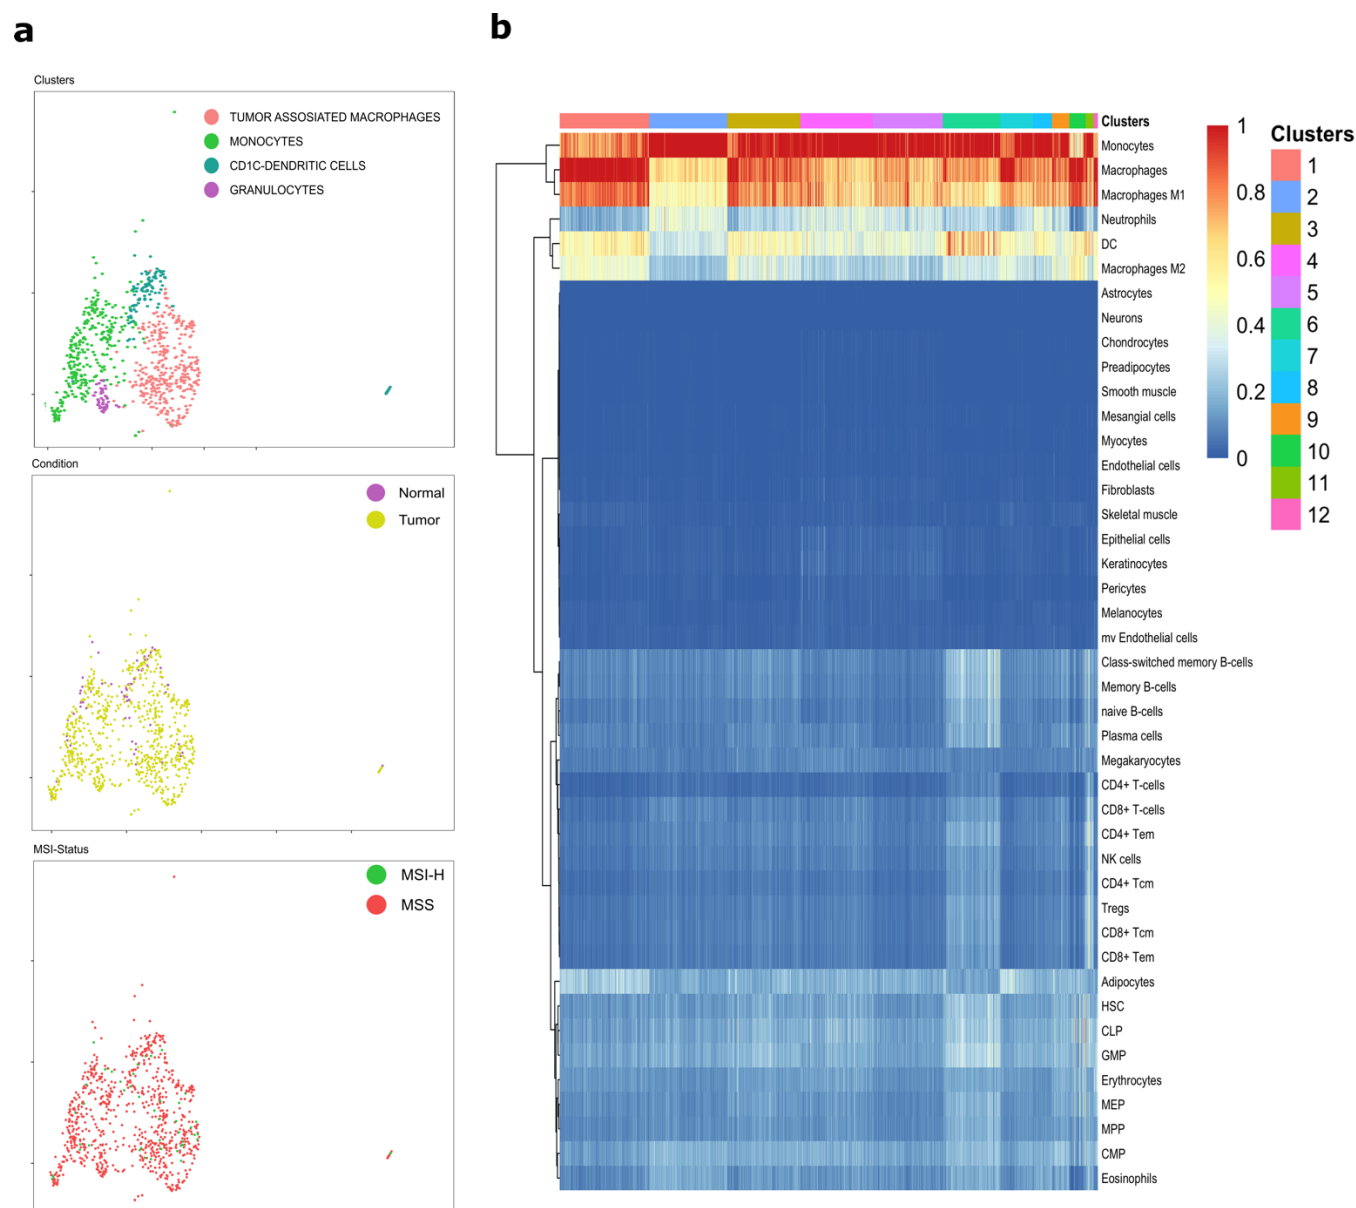 a
Clusters
TUMOR ASSOSIATED MACROPHAGES
MONOCYTES
CD1C-DENDRITIC CELLS
GRANULOCYTES
Condition
Normal
Tumor
MSI-Status
MSI-H
MSS
b
Clusters
Monocytes
Macrophages
Macrophages M1
Neutrophils
DC
Macrophages M2
Astrocytes
Neurons
Chondrocytes
Preadipocytes
Smooth muscle
Mesangial cells
Myocytes
Endothelial cells
Fibroblasts
Skeletal muscle
Epithelial cells
Keratinocytes
Pericytes
Melanocytes
mv Endothelial cells
Class-switched memory B-cells
Memory B-cells
naive B-cells
Plasma cells
Megakaryocytes
CD4+ T-cells
CD8+ T-cells
CD4+ Tem
NK cells
CD4+ Tcm
Tregs
CD8+ Tcm
CD8+ Tem
Adipocytes
HSC
CLP
GMP
Erythrocytes
MEP
MPP
CMP
Eosinophils
1
0.8
0.6
0.4
0.2
0
Clusters
1
2
3
4
5
6
7
8
9
10
11
12